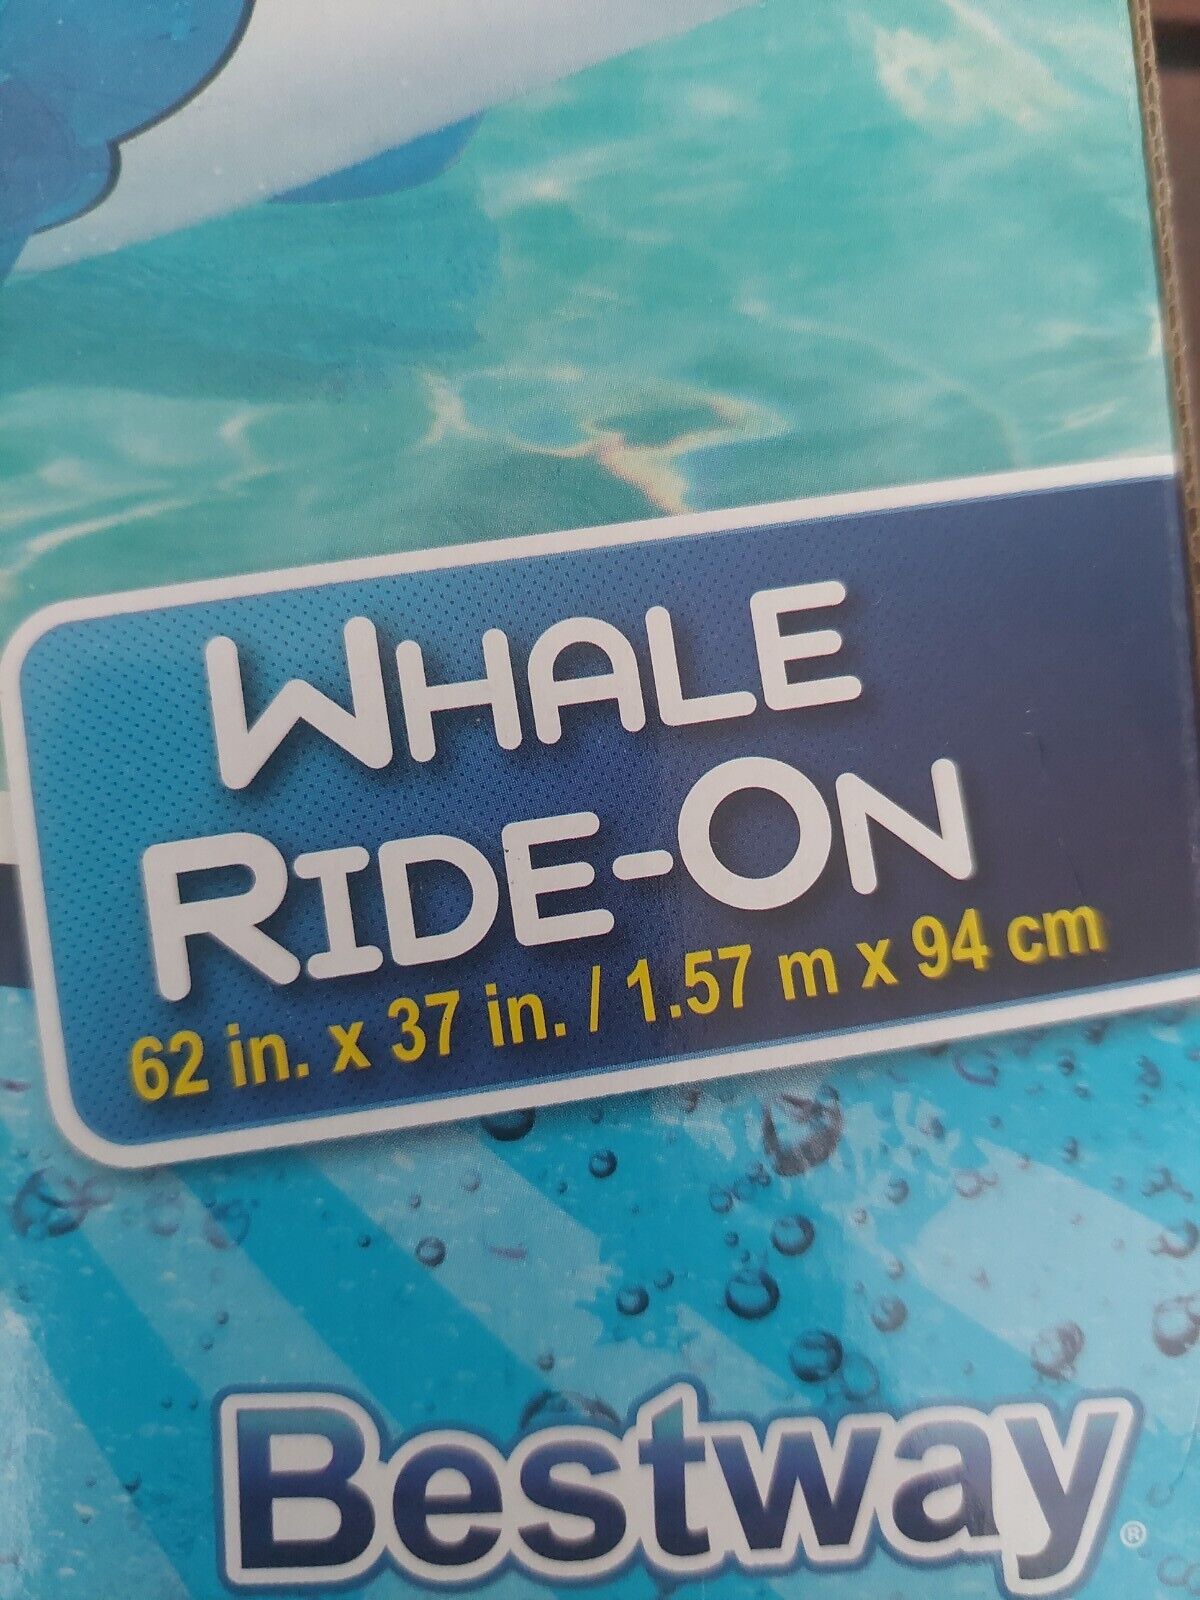 WHALE
RIDE-ON
62 in. x 37 in. / 1.57 m x 94 cm
Bestway®